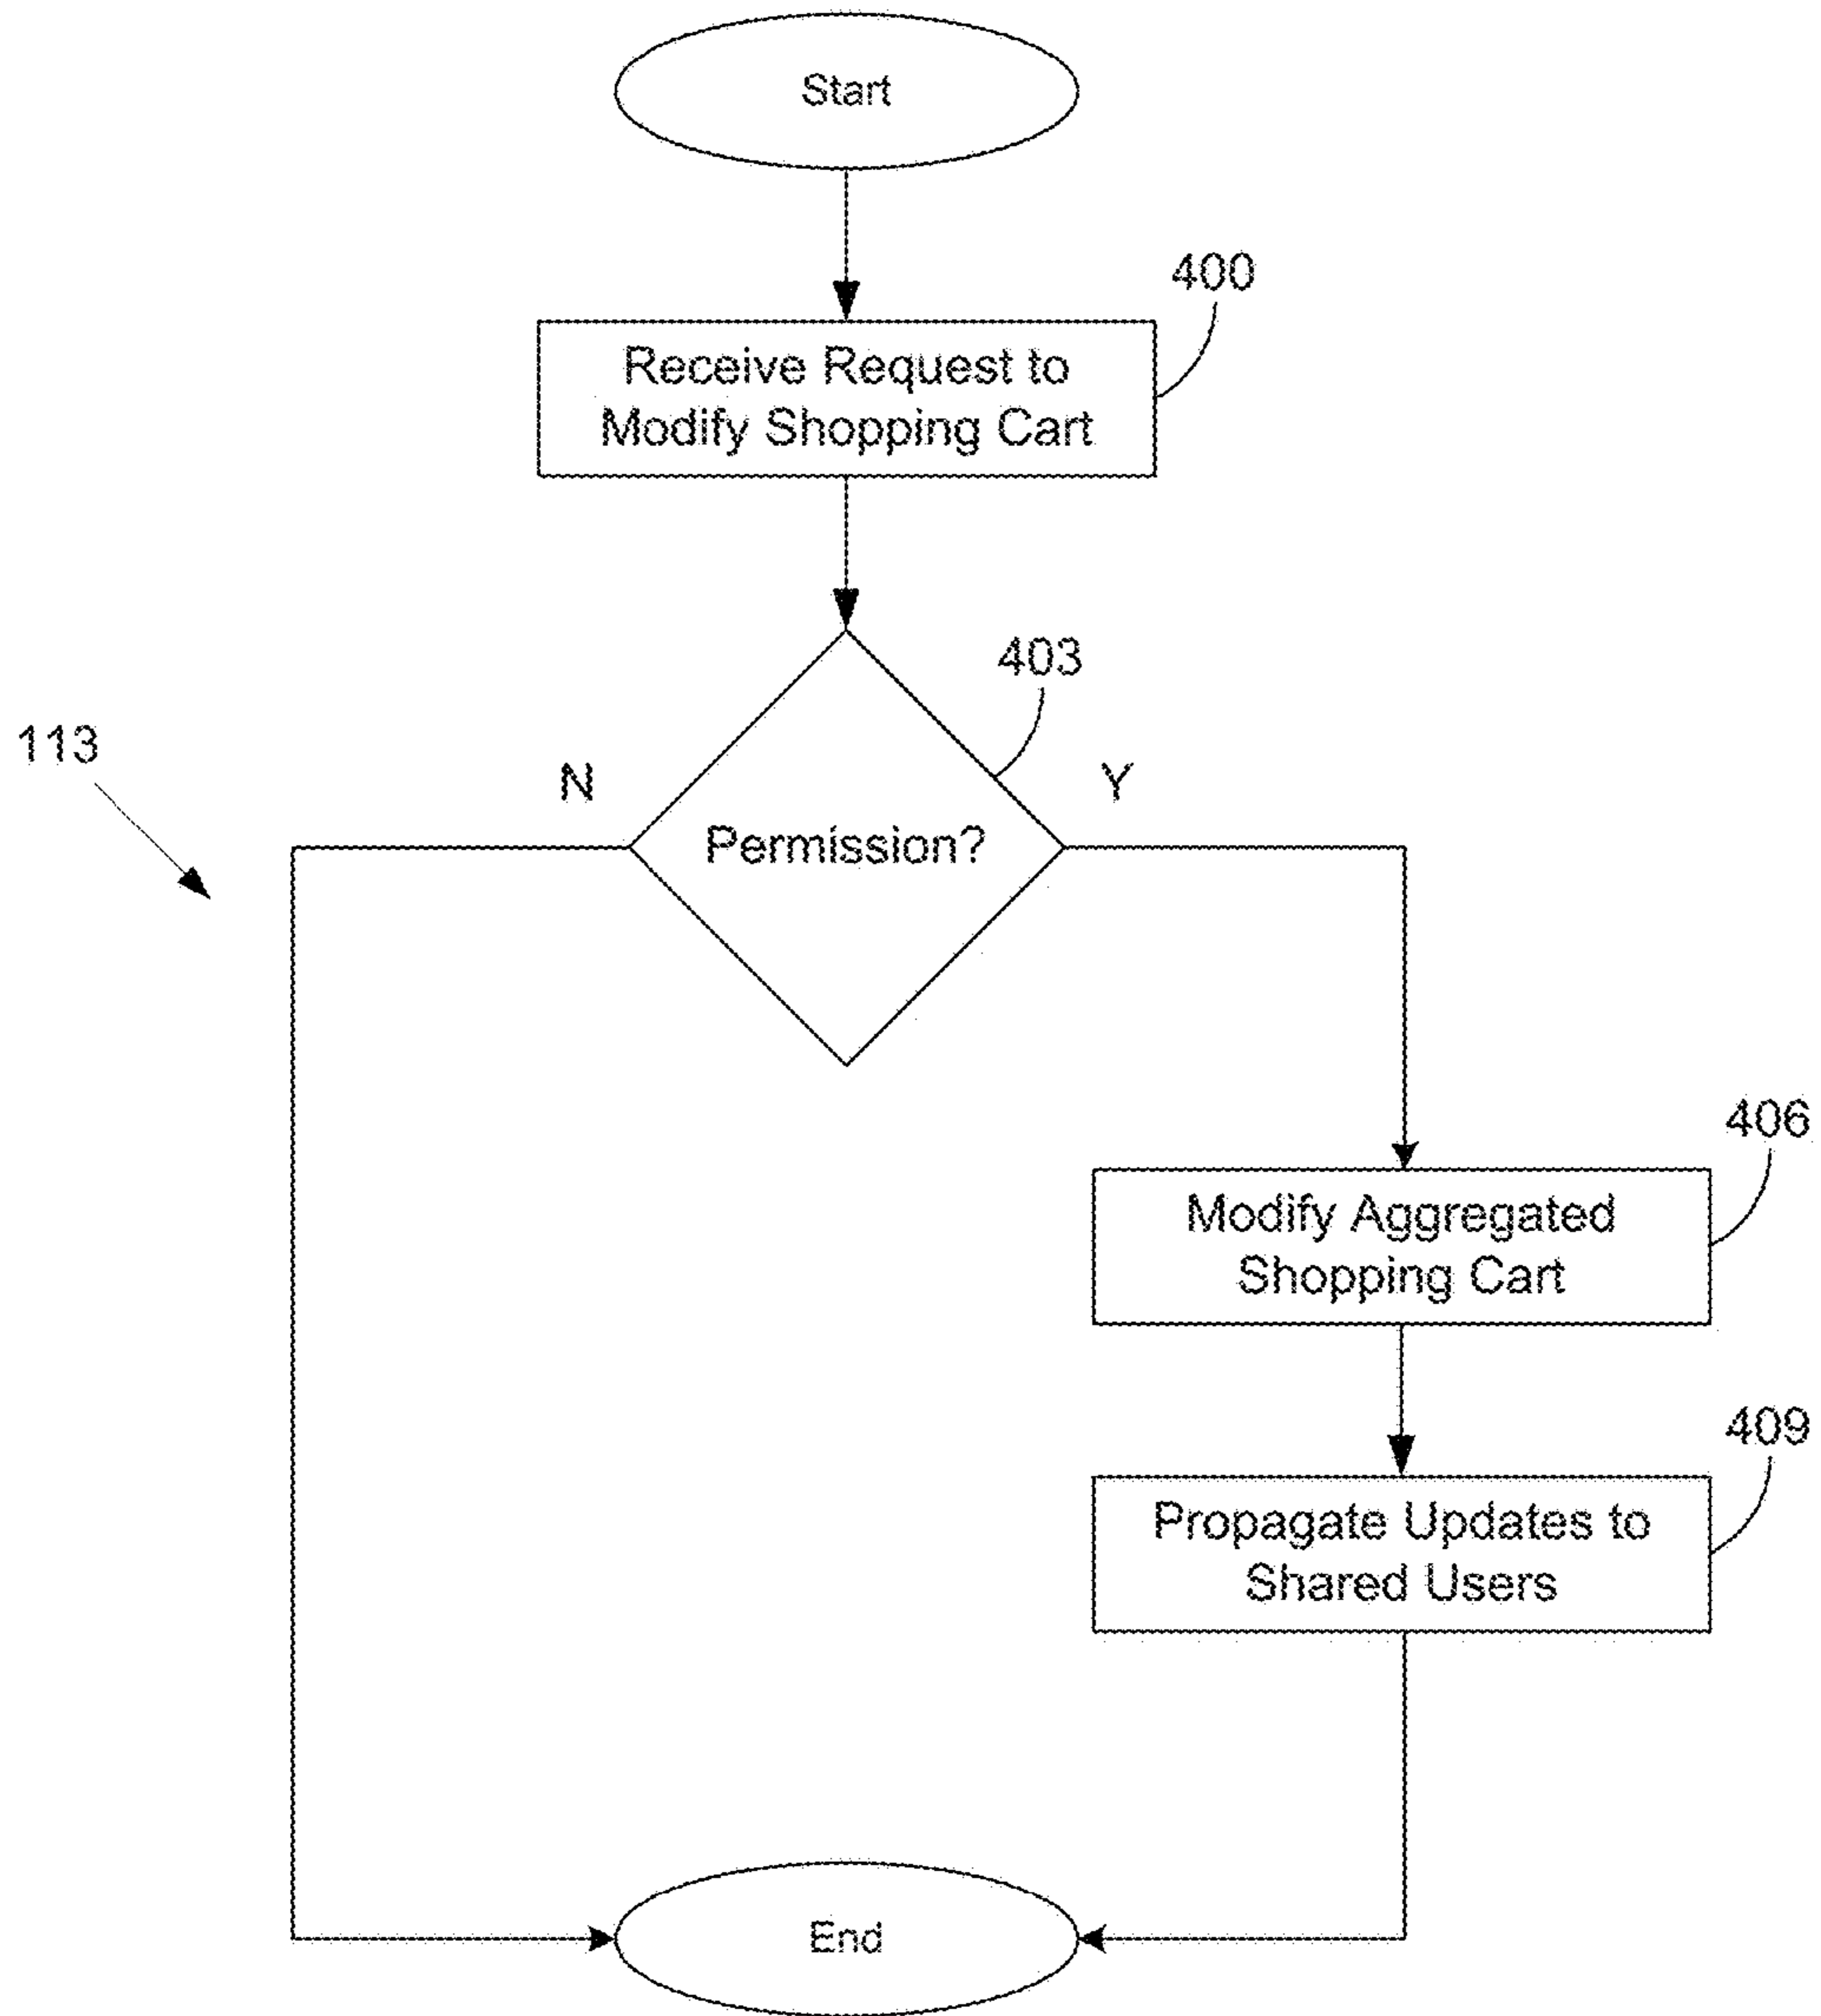 Start
400
Receive Request to
Modify Shopping Cart
403
113
N
Y
Permission?
406
Modify Aggregated
Shopping Cart
409
Propagate Updates to
Shared Users
End